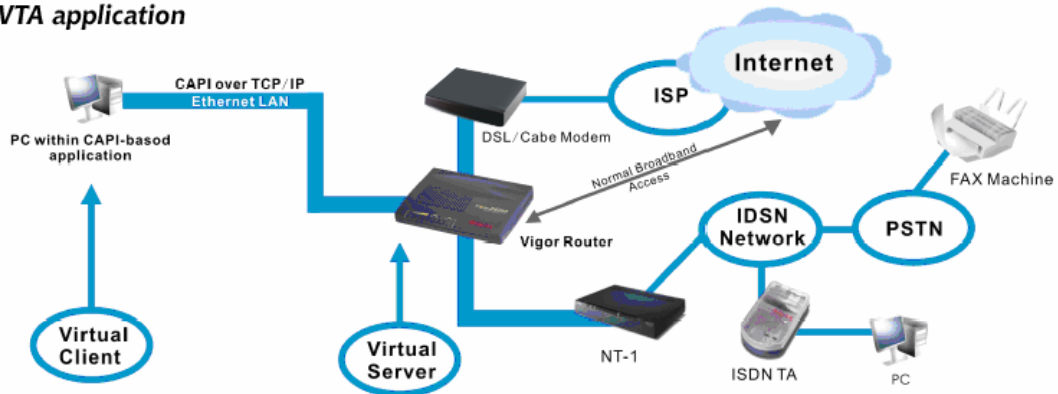 VTA application
CAPI over TCP/IP
Ethernet LAN
PC within CAPI-basod
application
DSL/Cabe Modem
ISP
Internet
Normal Broadband
Access
FAX Machine
Vigor Router
IDSN
Network
PSTN
Virtual
Client
Virtual
Server
NT-1
ISDN TA
PC